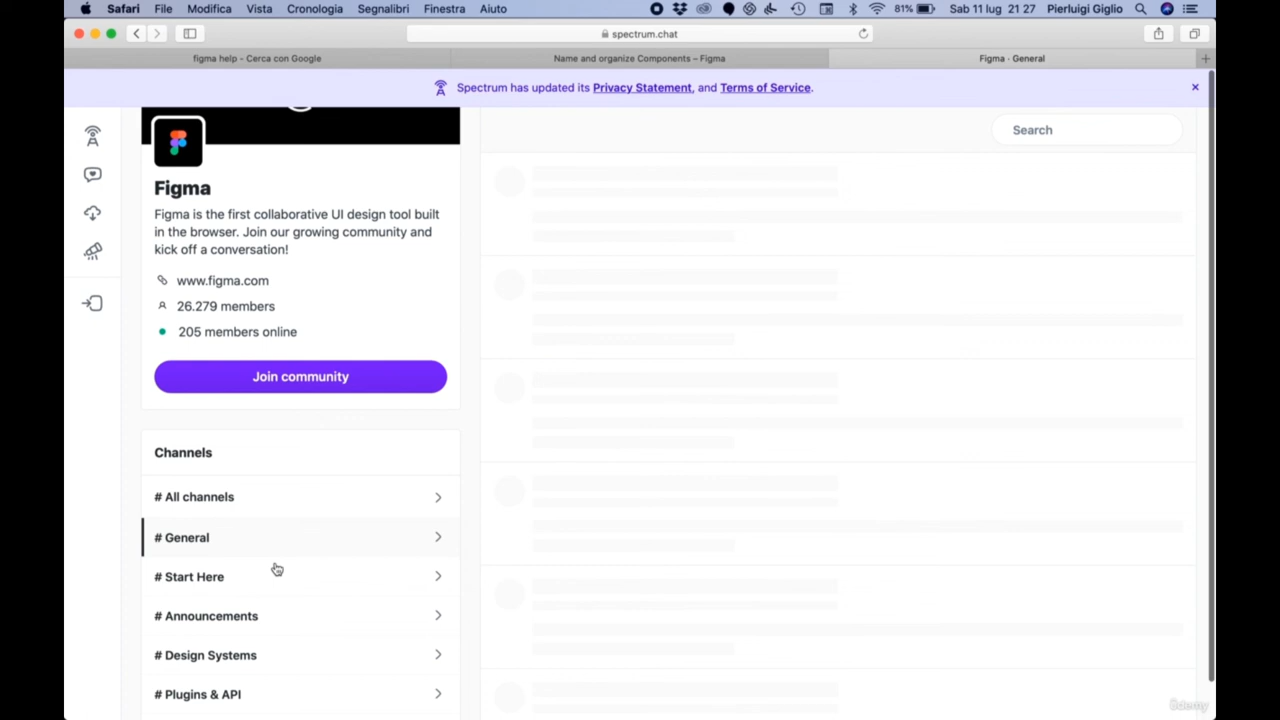 Safari File Modifica Vista Cronologia Segnalibri Finestra Aiuto 81% Sab 11 lug 21 27 Pierluigi Giglio
spectrum.chat
figma help - Cerca con Google Name and organize Components – Figma Figma · General
Spectrum has updated its Privacy Statement, and Terms of Service.
Search
Figma
Figma is the first collaborative UI design tool built
in the browser. Join our growing community and
kick off a conversation!
www.figma.com
26.279 members
205 members online
Join community
Channels
# All channels
# General
# Start Here
# Announcements
# Design Systems
# Plugins & API
ûdemy